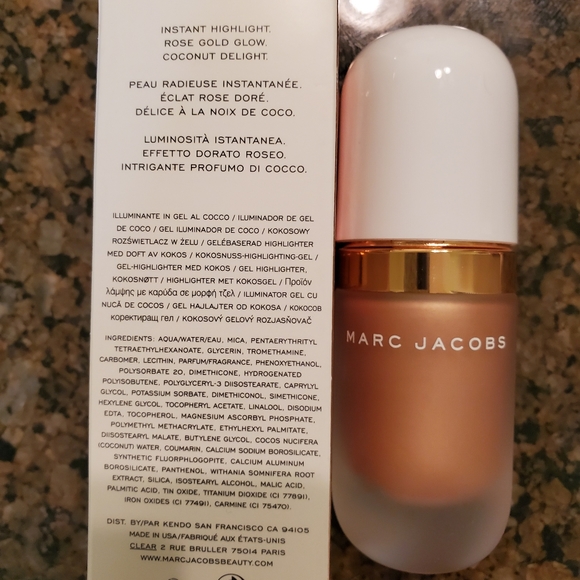 INSTANT HIGHLIGHT.
ROSE GOLD GLOW.
COCONUT DELIGHT.
PEAU RADIEUSE INSTANTANÉE.
ÉCLAT ROSE DORÉ.
DÉLICE À LA NOIX DE COCO.
LUMINOSITÀ ISTANTANEA.
EFFETTO DORATO ROSEO.
INTRIGANTE PROFUMO DI COCCO.
ILLUMINANTE IN GEL AL COCCO / ILUMINADOR DE GEL
DE COCO / GEL ILUMINADOR DE COCO / KOKOSOWY
ROZŚWIETLACZ W ŻELU / GELÉBASERAD HIGHLIGHTER
MED DOFT AV KOKOS / KOKOSNUSS-HIGHLIGHTING-GEL /
GEL-HIGHLIGHTER MED KOKOS / GEL HIGHLIGHTER,
KOKOSNØTT / HIGHLIGHTER MET KOKOSGEL / Προϊόν
λάμψης με καρύδα σε μορφή τζελ / ILUMINATOR GEL CU
NUCĂ DE COCOS / GEL HAJLAJTER OD KOKOSA / КОКОСОВ
коректиращ гел / KOKOSOVÝ GELOVÝ ROZJASŇOVAČ
INGREDIENTS: AQUA/WATER/EAU, MICA, PENTAERYTHRITYL
TETRAETHYLHEXANOATE, GLYCERIN, TROMETHAMINE,
CARBOMER, LECITHIN, PARFUM/FRAGRANCE, PHENOXYETHANOL,
POLYSORBATE 20, DIMETHICONE, HYDROGENATED
POLYISOBUTENE, POLYGLYCERYL-3 DIISOSTEARATE, CAPRYLYL
GLYCOL, POTASSIUM SORBATE, DIMETHICONOL, SIMETHICONE,
HEXYLENE GLYCOL, TOCOPHERYL ACETATE, LINALOOL, DISODIUM
EDTA, TOCOPHEROL, MAGNESIUM ASCORBYL PHOSPHATE,
POLYMETHYL METHACRYLATE, ETHYLHEXYL PALMITATE,
DIISOSTEARYL MALATE, BUTYLENE GLYCOL, COCOS NUCIFERA
(COCONUT) WATER, COUMARIN, CALCIUM SODIUM BOROSILICATE,
SYNTHETIC FLUORPHLOGOPITE, CALCIUM ALUMINUM
BOROSILICATE, PANTHENOL, WITHANIA SOMNIFERA ROOT
EXTRACT, SILICA, ISOSTEARYL ALCOHOL, MALIC ACID,
PALMITIC ACID, TIN OXIDE, TITANIUM DIOXIDE (CI 77891),
IRON OXIDES (CI 77491), CARMINE (CI 75470).
DIST. BY/PAR KENDO SAN FRANCISCO CA 94105
MADE IN USA/FABRIQUÉ AUX ÉTATS-UNIS
CLEAR 2 RUE BRULLER 75014 PARIS
WWW.MARCJACOBSBEAUTY.COM
MARC JACOBS